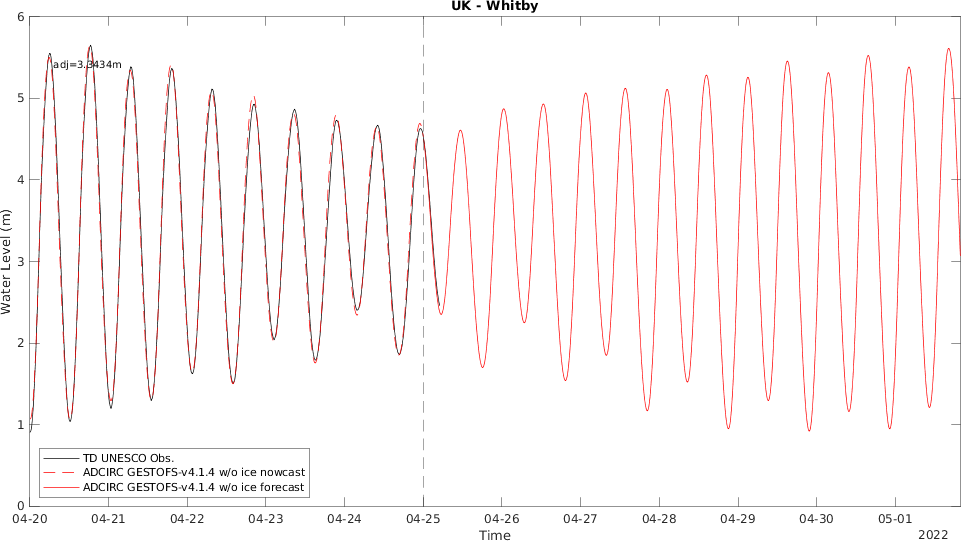 UK - Whitby
6
5
4
3
2
1
0
Water Level (m)
adj=3.3434m
TD UNESCO Obs.
ADCIRC GESTOFS-v4.1.4 w/o ice nowcast
ADCIRC GESTOFS-v4.1.4 w/o ice forecast
04-20 04-21 04-22 04-23 04-24 04-25 04-26 04-27 04-28 04-29 04-30 05-01
Time
2022